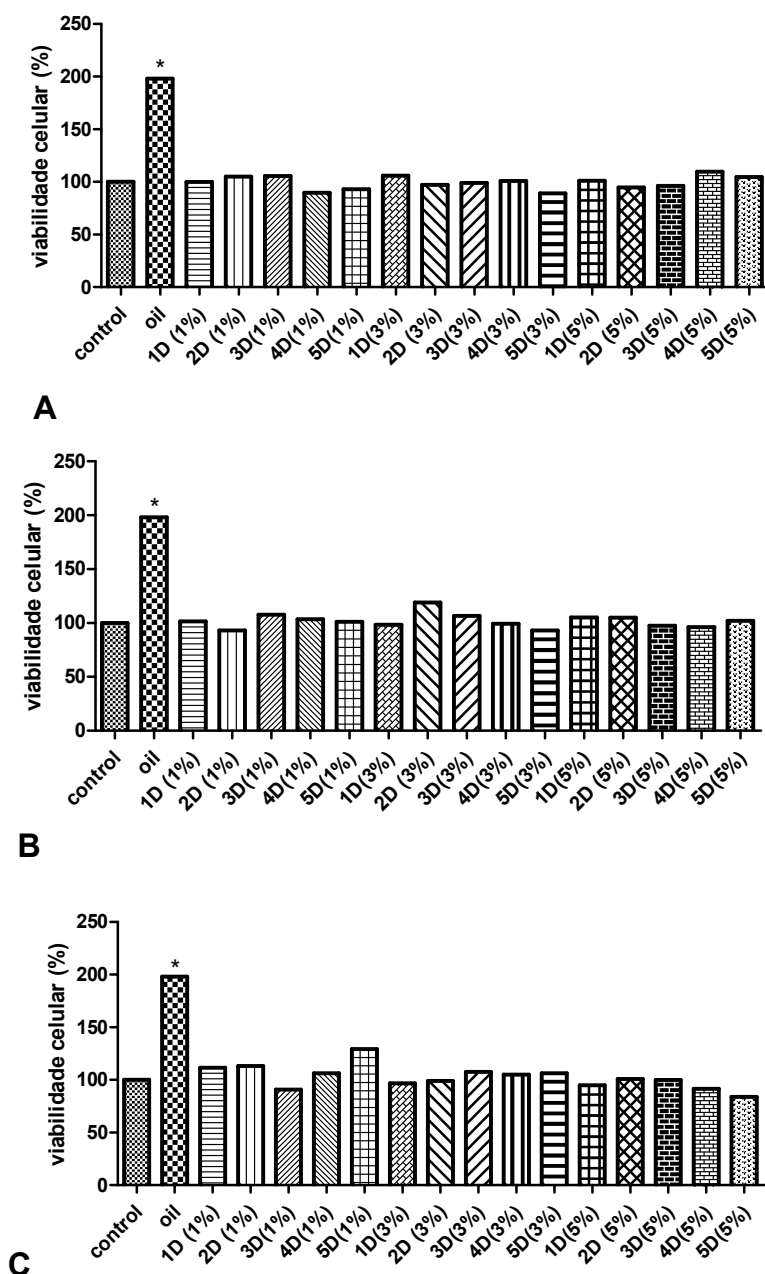 viabilidade celular (%)
250
200
150
100
50
0
*
control
oil
1D (1%)
2D (1%)
3D(1%)
4D(1%)
5D(1%)
1D(3%)
2D (3%)
3D(3%)
4D(3%)
5D(3%)
1D(5%)
2D (5%)
3D(5%)
4D(5%)
5D(5%)
A
viabilidade celular (%)
250
200
150
100
50
0
*
control
oil
1D (1%)
2D (1%)
3D(1%)
4D(1%)
5D(1%)
1D(3%)
2D (3%)
3D(3%)
4D(3%)
5D(3%)
1D(5%)
2D (5%)
3D(5%)
4D(5%)
5D(5%)
B
viabilidade celular (%)
250
200
150
100
50
0
*
control
oil
1D (1%)
2D (1%)
3D(1%)
4D(1%)
5D(1%)
1D(3%)
2D (3%)
3D(3%)
4D(3%)
5D(3%)
1D(5%)
2D (5%)
3D(5%)
4D(5%)
5D(5%)
C